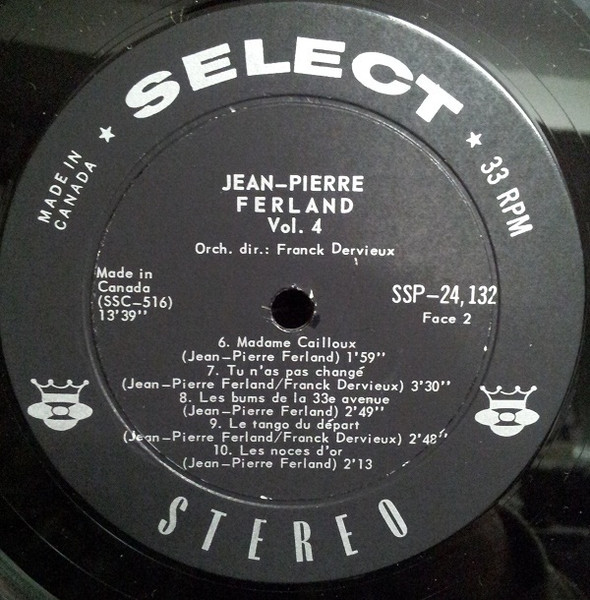 SELECT
MADE IN
CANADA
33 RPM
JEAN-PIERRE
FERLAND
Vol. 4
Orch. dir.: Franck Dervieux
Made in
Canada
(SSC-516)
13'39''
SSP-24,132
Face 2
6. Madame Cailloux
(Jean-Pierre Ferland) 1'59''
7. Tu n'as pas changé
(Jean-Pierre Ferland/Franck Dervieux) 3'30''
8. Les bums de la 33e avenue
(Jean-Pierre Ferland) 2'49''
9. Le tango du départ
(Jean-Pierre Ferland/Franck Dervieux) 2'48''
10. Les noces d'or
(Jean-Pierre Ferland) 2'13
STEREO